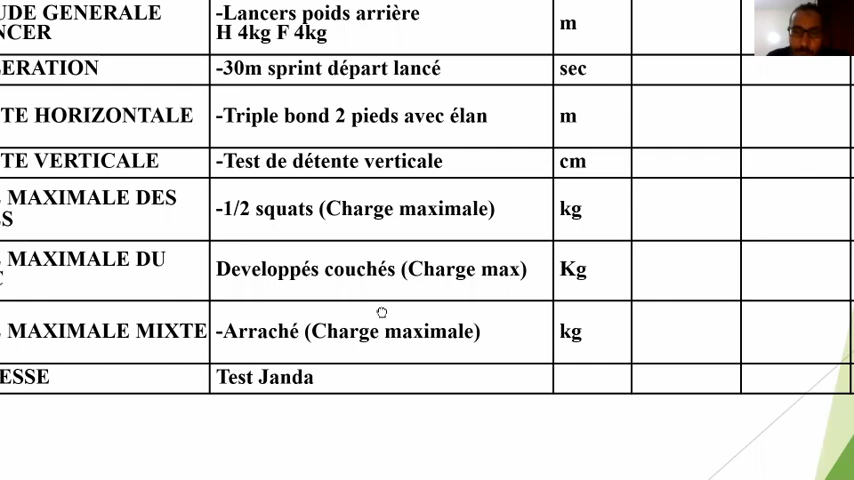 UDE GENERALE
NCER
-Lancers poids arrière
H 4kg F 4kg
m
ERATION
-30m sprint départ lancé
sec
TE HORIZONTALE
-Triple bond 2 pieds avec élan
m
TE VERTICALE
-Test de détente verticale
cm
MAXIMALE DES
S
-1/2 squats (Charge maximale)
kg
MAXIMALE DU
Developpés couchés (Charge max)
Kg
MAXIMALE MIXTE
-Arraché (Charge maximale)
kg
ESSE
Test Janda